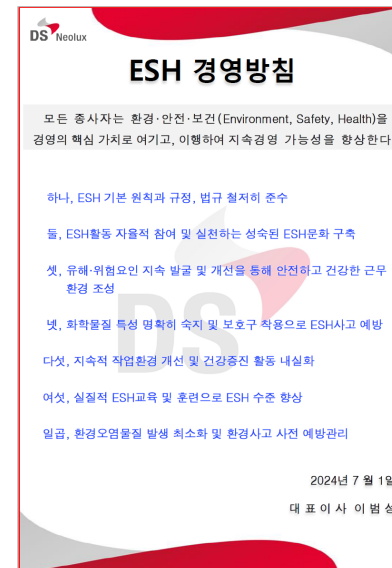 DS Neolux
ESH 경영방침
모든 종사자는 환경·안전·보건(Environment, Safety, Health)을
경영의 핵심 가치로 여기고, 이행하여 지속경영 가능성을 향상한다
하나, ESH 기본 원칙과 규정, 법규 철저히 준수
둘, ESH활동 자율적 참여 및 실천하는 성숙된 ESH문화 구축
셋, 유해·위험요인 지속 발굴 및 개선을 통해 안전하고 건강한 근무
환경 조성
넷, 화학물질 특성 명확히 숙지 및 보호구 착용으로 ESH사고 예방
다섯, 지속적 작업환경 개선 및 건강증진 활동 내실화
여섯, 실질적 ESH교육 및 훈련으로 ESH 수준 향상
일곱, 환경오염물질 발생 최소화 및 환경사고 사전 예방관리
DS
2024년 7 월 1일
대 표 이 사 이 범 성